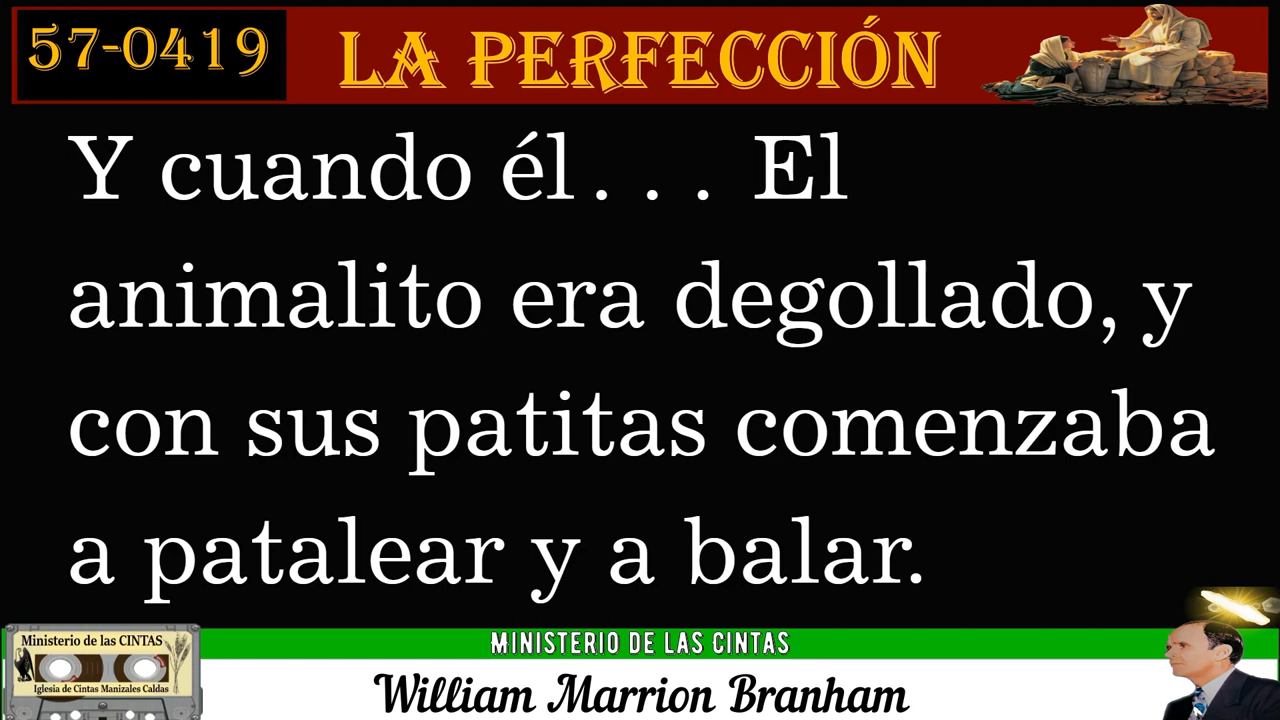 57-0419
LA PERFECCIÓN
Y cuando él. . . El
animalito era degollado, y
con sus patitas comenzaba
a patalear y a balar.
MINISTERIO DE LAS CINTAS
William Marrion Branham
Ministerio de las CINTAS
Iglesia de Cintas Manizales Caldas